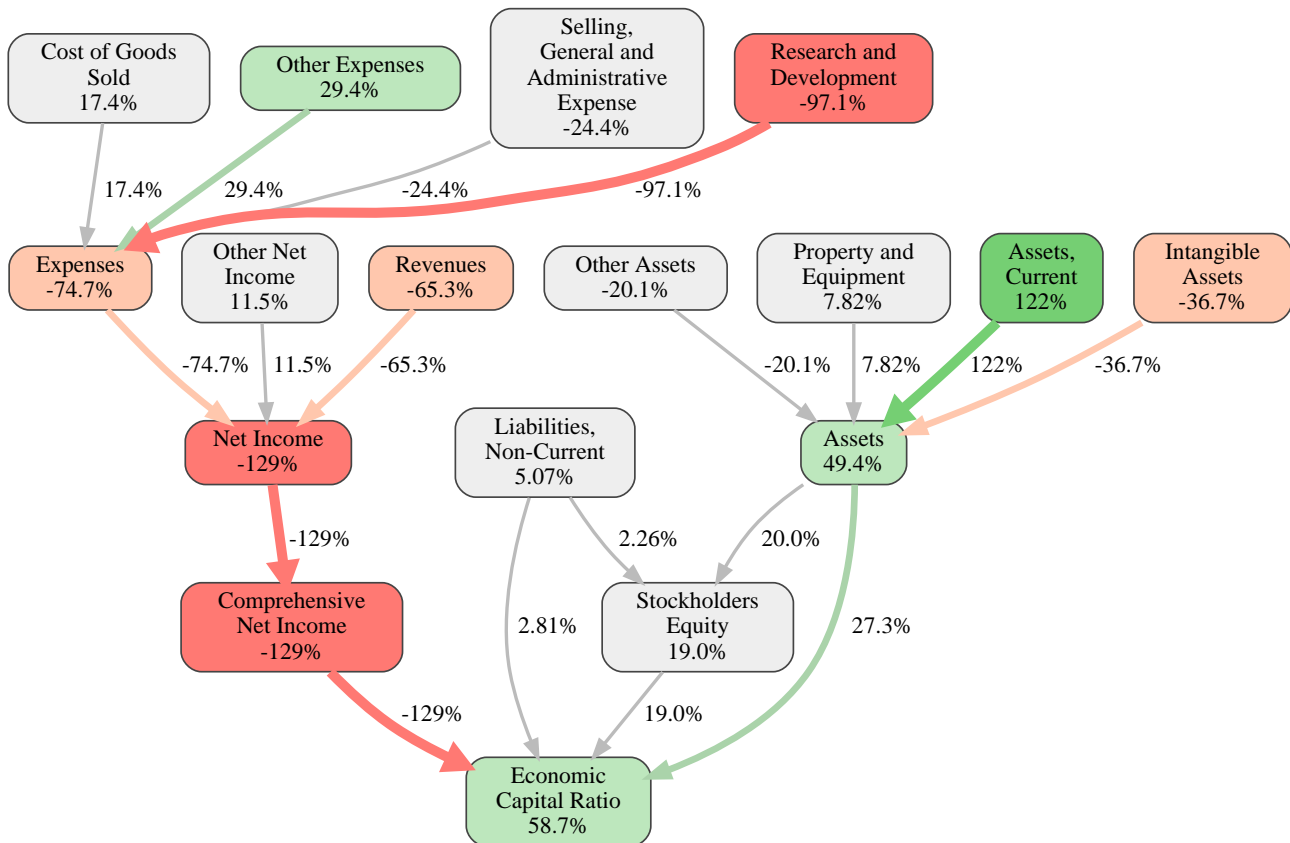 Cost of Goods
Sold
17.4%
Other Expenses
29.4%
Selling,
General and
Administrative
Expense
-24.4%
Research and
Development
-97.1%
17.4%
29.4%
-24.4%
-97.1%
Expenses
-74.7%
Other Net
Income
11.5%
Revenues
-65.3%
Other Assets
-20.1%
Property and
Equipment
7.82%
Assets,
Current
122%
Intangible
Assets
-36.7%
-74.7%
11.5%
-65.3%
-20.1%
7.82%
122%
-36.7%
Net Income
-129%
Liabilities,
Non-Current
5.07%
Assets
49.4%
-129%
2.26%
20.0%
Comprehensive
Net Income
-129%
2.81%
Stockholders
Equity
19.0%
27.3%
-129%
19.0%
Economic
Capital Ratio
58.7%